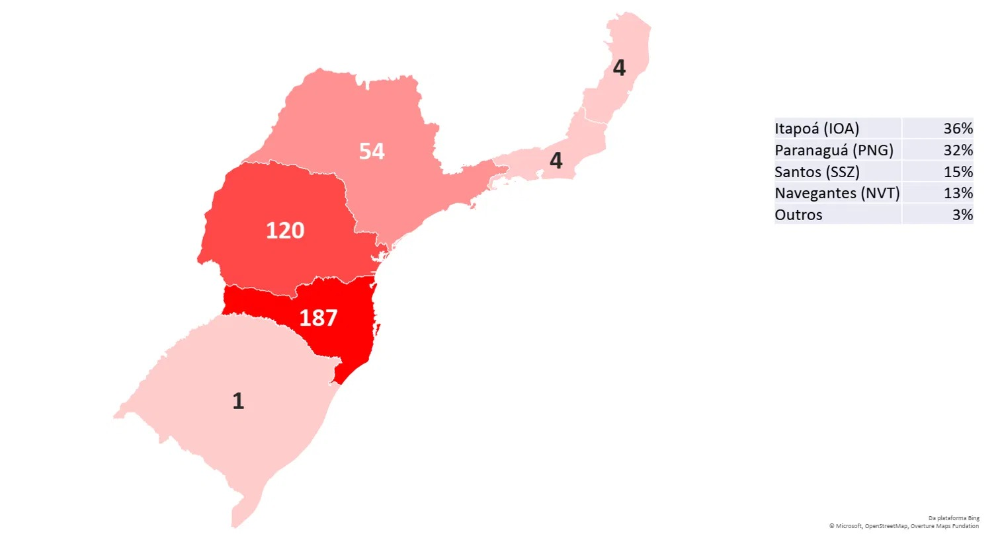 4
54
4
120
187
1
Itapoá (IOA) 36%
Paranaguá (PNG) 32%
Santos (SSZ) 15%
Navegantes (NVT) 13%
Outros 3%
Da plataforma Bing
© Microsoft, OpenStreetMap, Overture Maps Fundation